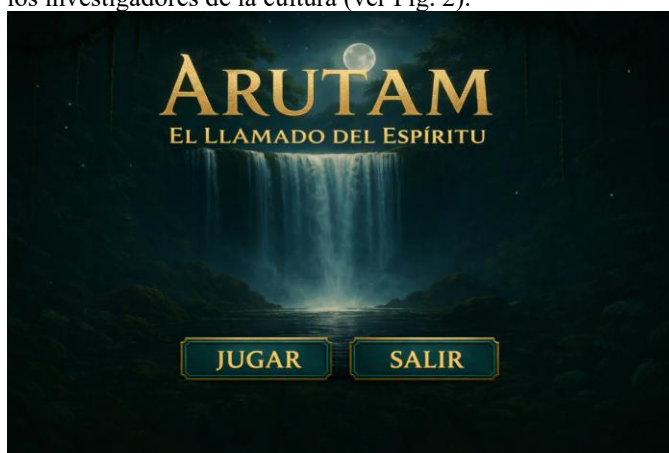 los investigadores de la cultura (ver Fig. 2).
ARUTAM
EL LLAMADO DEL ESPÍRITU
JUGAR SALIR